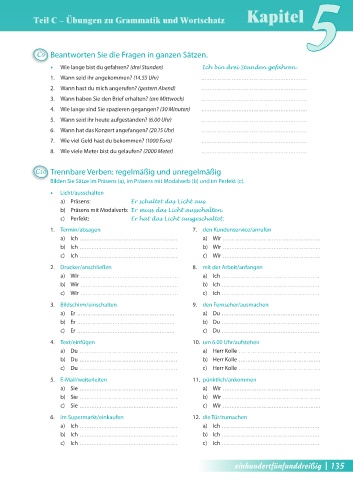 Teil C – Übungen zu Grammatik und Wortschatz Kapitel 5
C9 Beantworten Sie die Fragen in ganzen Sätzen.
• Wie lange bist du gefahren? (drei Stunden) Ich bin drei Stunden gefahren.
1. Wann seid ihr angekommen? (14.35 Uhr)
2. Wann hast du mich angerufen? (gestern Abend)
3. Wann haben Sie den Brief erhalten? (am Mittwoch)
4. Wie lange sind Sie spazieren gegangen? (30 Minuten)
5. Wann seid ihr heute aufgestanden? (6.00 Uhr)
6. Wann hat das Konzert angefangen? (20.15 Uhr)
7. Wie viel Geld hast du bekommen? (1000 Euro)
8. Wie viele Meter bist du gelaufen? (2000 Meter)
C10 Trennbare Verben: regelmäßig und unregelmäßig
Bilden Sie Sätze im Präsens (a), im Präsens mit Modalverb (b) und im Perfekt (c).
• Licht/ausschalten
a) Präsens: Er schaltet das Licht aus.
b) Präsens mit Modalverb: Er muss das Licht ausschalten.
c) Perfekt: Er hat das Licht ausgeschaltet.
1. Termin/absagen
a) Ich
b) Ich
c) Ich
2. Drucker/anschließen
a) Wir
b) Wir
c) Wir
3. Bildschirm/einschalten
a) Er
b) Er
c) Er
4. Text/einfügen
a) Du
b) Du
c) Du
5. E-Mail/weiterleiten
a) Sie
b) Sie
c) Sie
6. im Supermarkt/einkaufen
a) Ich
b) Ich
c) Ich
7. den Kundenservice/anrufen
a) Wir
b) Wir
c) Wir
8. mit der Arbeit/anfangen
a) Ich
b) Ich
c) Ich
9. den Fernseher/ausmachen
a) Du
b) Du
c) Du
10. um 6.00 Uhr/aufstehen
a) Herr Kolle
b) Herr Kolle
c) Herr Kolle
11. pünktlich/ankommen
a) Wir
b) Wir
c) Wir
12. die Tür/zumachen
a) Ich
b) Ich
c) Ich
einhundertfünfunddreißig | 135